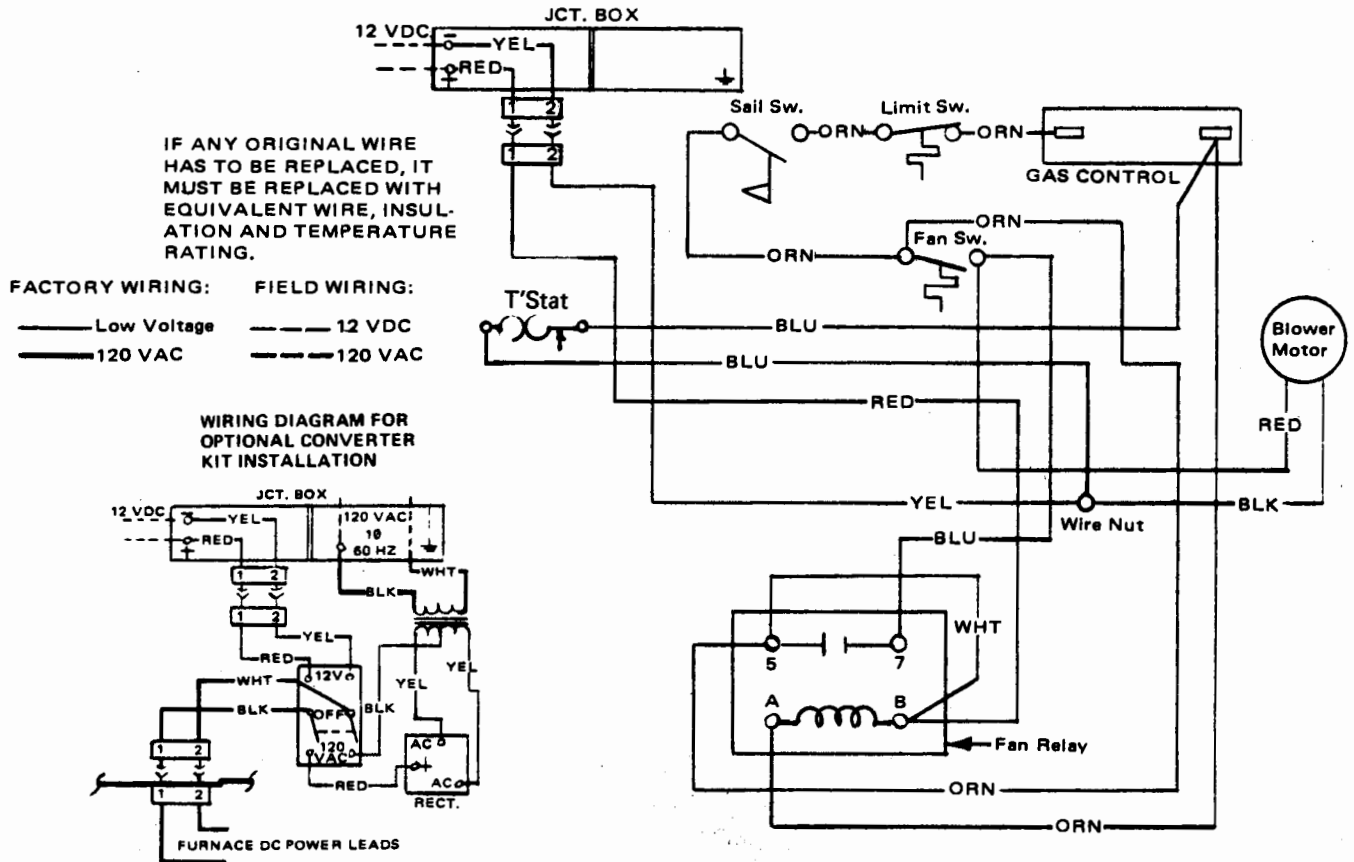 JCT. BOX
12 VDC
−
YEL
RED
+
1 2
1 2
IF ANY ORIGINAL WIRE
HAS TO BE REPLACED, IT
MUST BE REPLACED WITH
EQUIVALENT WIRE, INSUL-
ATION AND TEMPERATURE
RATING.
FACTORY WIRING: FIELD WIRING:
Low Voltage 12 VDC
120 VAC 120 VAC
Sail Sw. Limit Sw.
ORN ORN
GAS CONTROL
ORN
Fan Sw.
ORN
T'Stat
BLU
BLU
RED
Blower
Motor
RED
YEL
Wire Nut
BLK
BLU
WHT
5 7
A B
Fan Relay
ORN
ORN
WIRING DIAGRAM FOR
OPTIONAL CONVERTER
KIT INSTALLATION
JCT. BOX
12 VDC
−
YEL
RED
+
120 VAC
1Ø
60 HZ
1 2
1 2
WHT
BLK
YEL
RED
12V
WHT
BLK
OFF
BLK
YEL
YEL
120
VAC
1 2
1 2
RED
AC
+
AC
RECT.
FURNACE DC POWER LEADS